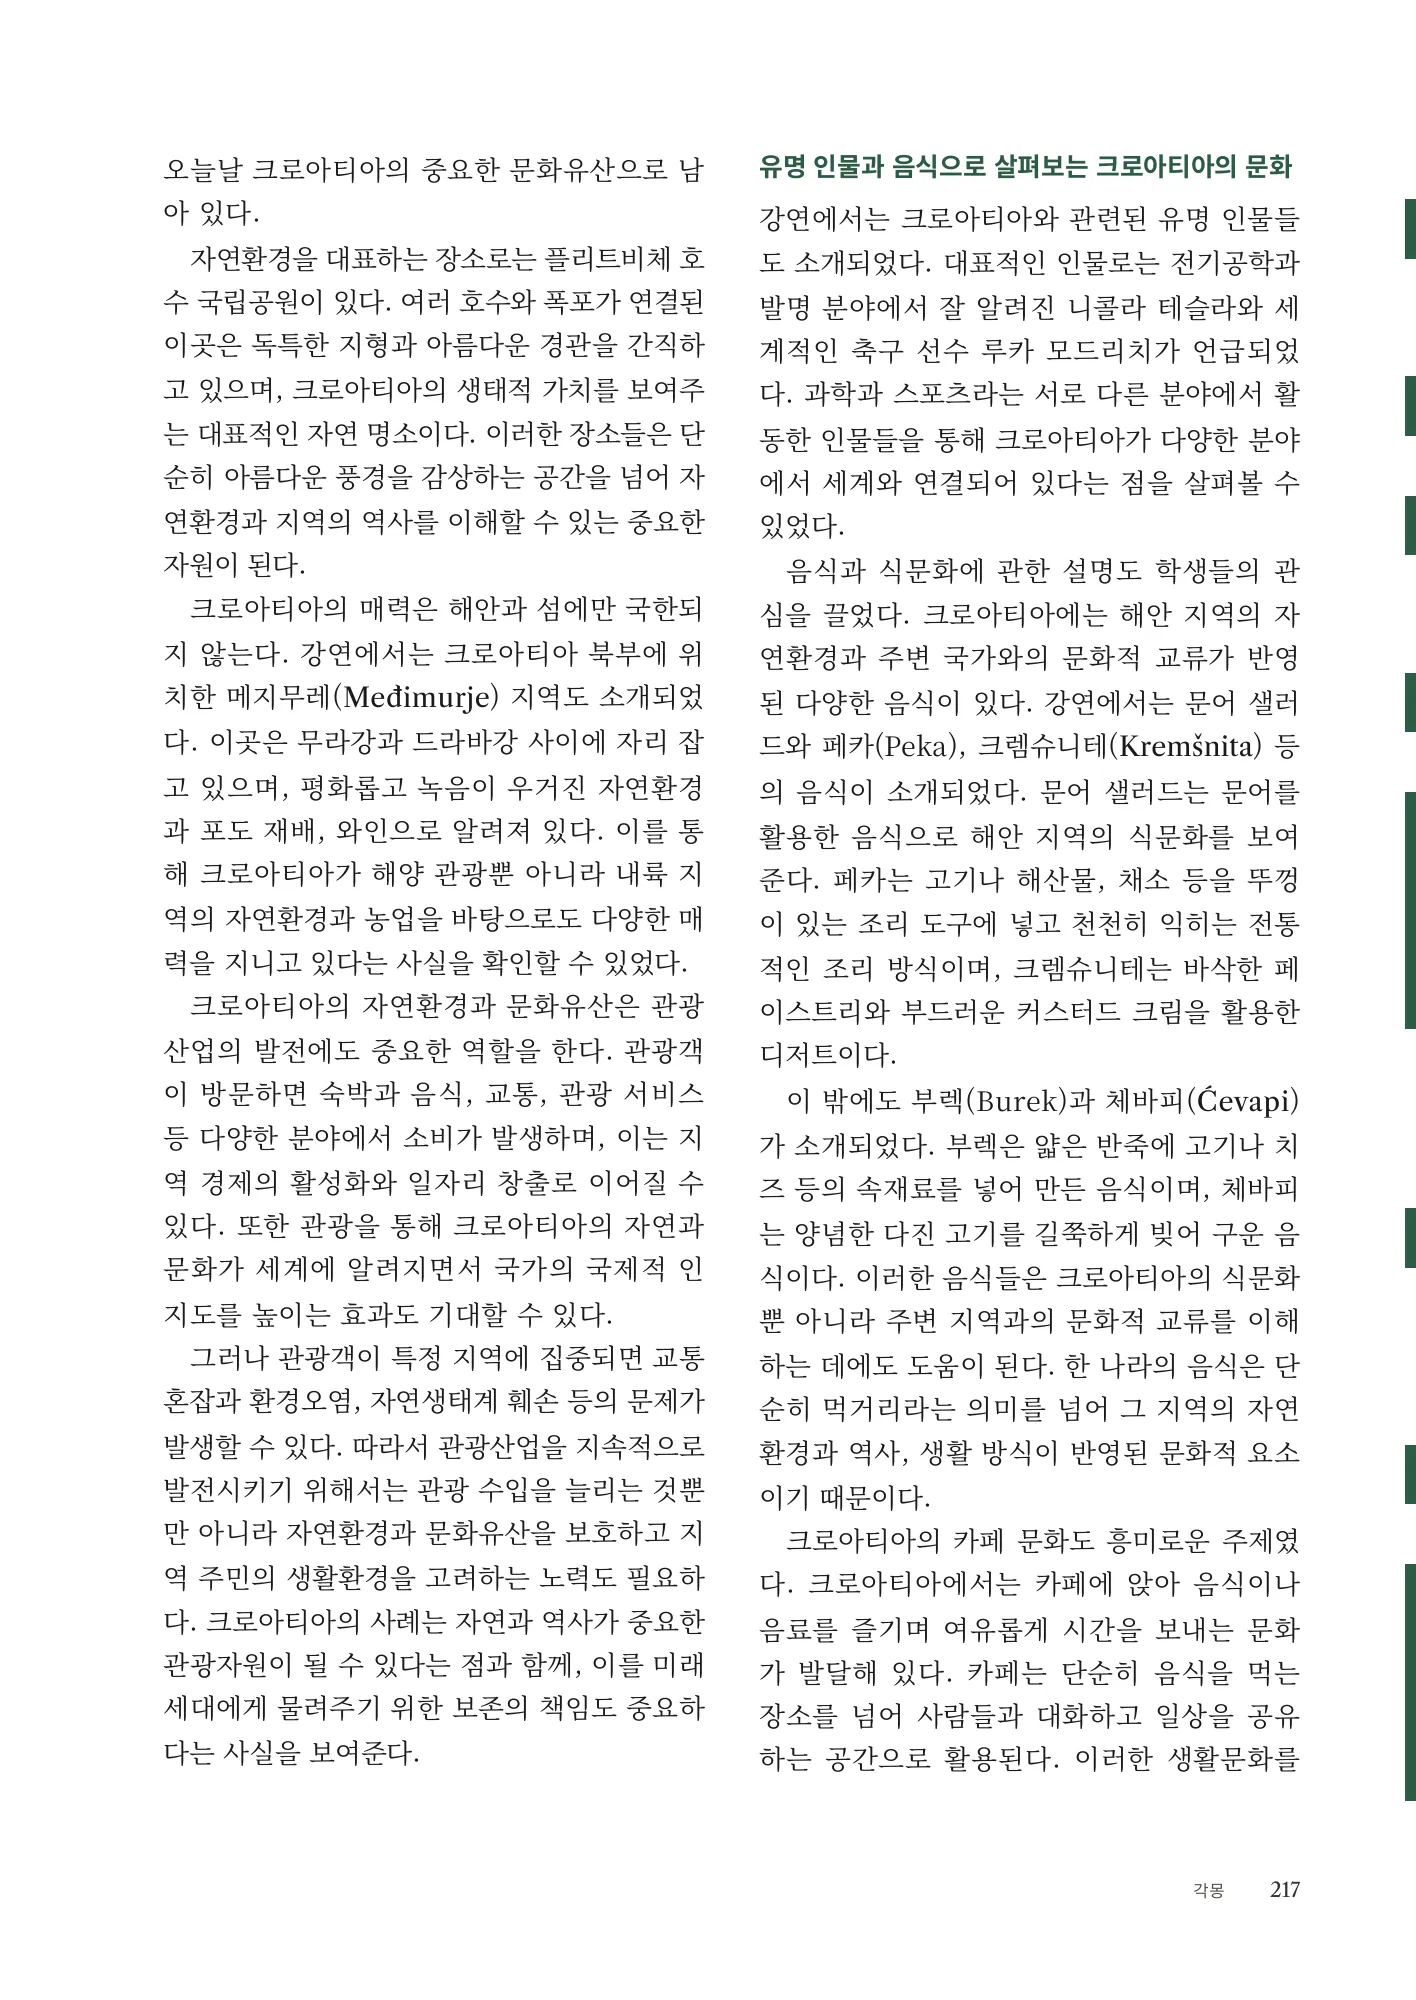 오늘날 크로아티아의 중요한 문화유산으로 남
아 있다.
자연환경을 대표하는 장소로는 플리트비체 호
수 국립공원이 있다. 여러 호수와 폭포가 연결된
이곳은 독특한 지형과 아름다운 경관을 간직하
고 있으며, 크로아티아의 생태적 가치를 보여주
는 대표적인 자연 명소이다. 이러한 장소들은 단
순히 아름다운 풍경을 감상하는 공간을 넘어 자
연환경과 지역의 역사를 이해할 수 있는 중요한
자원이 된다.
크로아티아의 매력은 해안과 섬에만 국한되
지 않는다. 강연에서는 크로아티아 북부에 위
치한 메지무레(Međimurje) 지역도 소개되었
다. 이곳은 무라강과 드라바강 사이에 자리 잡
고 있으며, 평화롭고 녹음이 우거진 자연환경
과 포도 재배, 와인으로 알려져 있다. 이를 통
해 크로아티아가 해양 관광뿐 아니라 내륙 지
역의 자연환경과 농업을 바탕으로도 다양한 매
력을 지니고 있다는 사실을 확인할 수 있었다.
크로아티아의 자연환경과 문화유산은 관광
산업의 발전에도 중요한 역할을 한다. 관광객
이 방문하면 숙박과 음식, 교통, 관광 서비스
등 다양한 분야에서 소비가 발생하며, 이는 지
역 경제의 활성화와 일자리 창출로 이어질 수
있다. 또한 관광을 통해 크로아티아의 자연과
문화가 세계에 알려지면서 국가의 국제적 인
지도를 높이는 효과도 기대할 수 있다.
그러나 관광객이 특정 지역에 집중되면 교통
혼잡과 환경오염, 자연생태계 훼손 등의 문제가
발생할 수 있다. 따라서 관광산업을 지속적으로
발전시키기 위해서는 관광 수입을 늘리는 것뿐
만 아니라 자연환경과 문화유산을 보호하고 지
역 주민의 생활환경을 고려하는 노력도 필요하
다. 크로아티아의 사례는 자연과 역사가 중요한
관광자원이 될 수 있다는 점과 함께, 이를 미래
세대에게 물려주기 위한 보존의 책임도 중요하
다는 사실을 보여준다.
유명 인물과 음식으로 살펴보는 크로아티아의 문화
강연에서는 크로아티아와 관련된 유명 인물들
도 소개되었다. 대표적인 인물로는 전기공학과
발명 분야에서 잘 알려진 니콜라 테슬라와 세
계적인 축구 선수 루카 모드리치가 언급되었
다. 과학과 스포츠라는 서로 다른 분야에서 활
동한 인물들을 통해 크로아티아가 다양한 분야
에서 세계와 연결되어 있다는 점을 살펴볼 수
있었다.
음식과 식문화에 관한 설명도 학생들의 관
심을 끌었다. 크로아티아에는 해안 지역의 자
연환경과 주변 국가와의 문화적 교류가 반영
된 다양한 음식이 있다. 강연에서는 문어 샐러
드와 페카(Peka), 크렘슈니테(Kremšnita) 등
의 음식이 소개되었다. 문어 샐러드는 문어를
활용한 음식으로 해안 지역의 식문화를 보여
준다. 페카는 고기나 해산물, 채소 등을 뚜껑
이 있는 조리 도구에 넣고 천천히 익히는 전통
적인 조리 방식이며, 크렘슈니테는 바삭한 페
이스트리와 부드러운 커스터드 크림을 활용한
디저트이다.
이 밖에도 부렉(Burek)과 체바피(Ćevapi)
가 소개되었다. 부렉은 얇은 반죽에 고기나 치
즈 등의 속재료를 넣어 만든 음식이며, 체바피
는 양념한 다진 고기를 길쭉하게 빚어 구운 음
식이다. 이러한 음식들은 크로아티아의 식문화
뿐 아니라 주변 지역과의 문화적 교류를 이해
하는 데에도 도움이 된다. 한 나라의 음식은 단
순히 먹거리라는 의미를 넘어 그 지역의 자연
환경과 역사, 생활 방식이 반영된 문화적 요소
이기 때문이다.
크로아티아의 카페 문화도 흥미로운 주제였
다. 크로아티아에서는 카페에 앉아 음식이나
음료를 즐기며 여유롭게 시간을 보내는 문화
가 발달해 있다. 카페는 단순히 음식을 먹는
장소를 넘어 사람들과 대화하고 일상을 공유
하는 공간으로 활용된다. 이러한 생활문화를
각몽 217